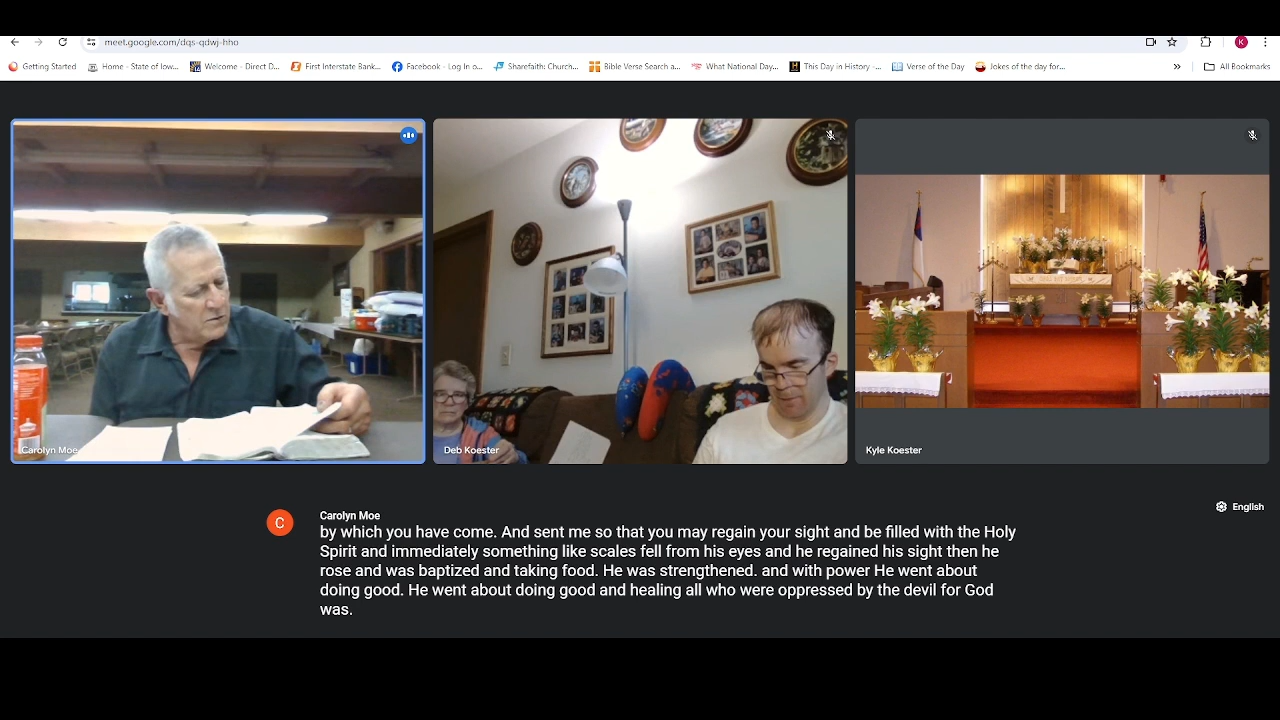 meet.google.com/dqs-qdwj-hho
Getting Started Home - State of Iow... Welcome - Direct D... First Interstate Bank... Facebook - Log In o... Sharefaith: Church... Bible Verse Search a... What National Day... This Day in History -... Verse of the Day Jokes of the day for... » All Bookmarks
K
Carolyn Moe
Deb Koester
Kyle Koester
English
C
Carolyn Moe
by which you have come. And sent me so that you may regain your sight and be filled with the Holy
Spirit and immediately something like scales fell from his eyes and he regained his sight then he
rose and was baptized and taking food. He was strengthened. and with power He went about
doing good. He went about doing good and healing all who were oppressed by the devil for God
was.